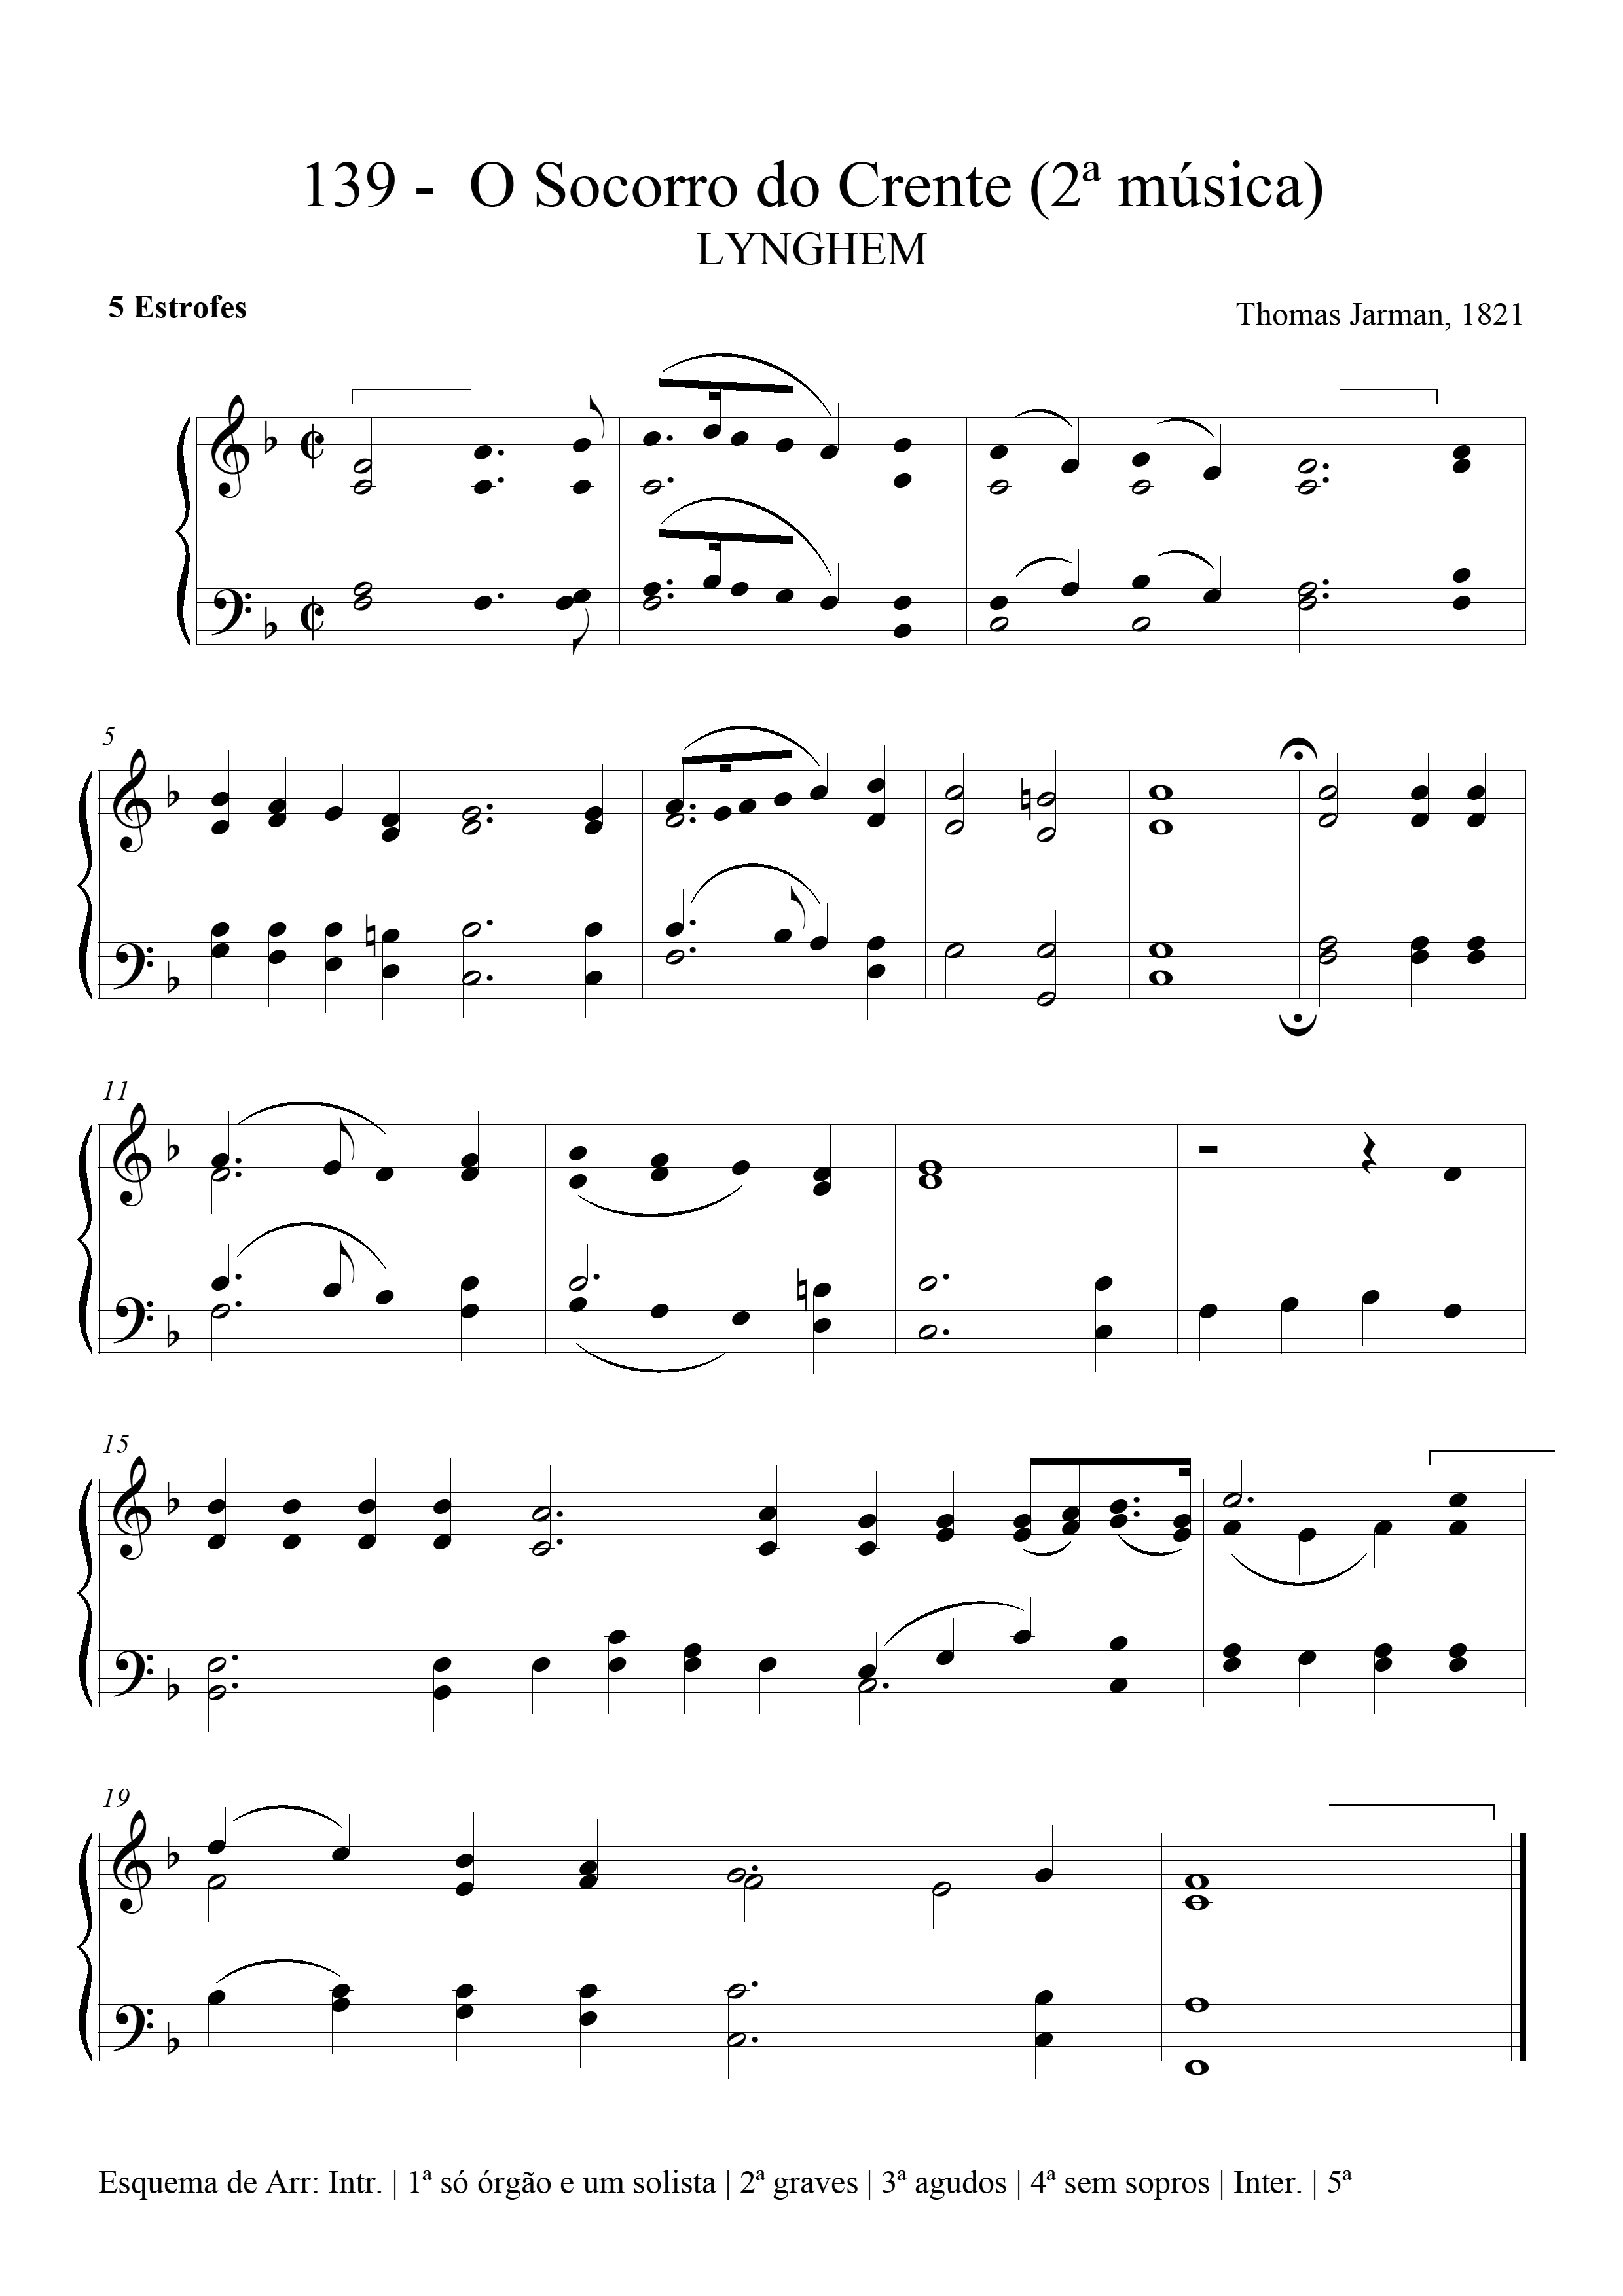 139 - O Socorro do Crente (2ª música)
LYNGHEM
5 Estrofes
Thomas Jarman, 1821
5
11
15
19
Esquema de Arr: Intr. | 1ª só órgão e um solista | 2ª graves | 3ª agudos | 4ª sem sopros | Inter. | 5ª